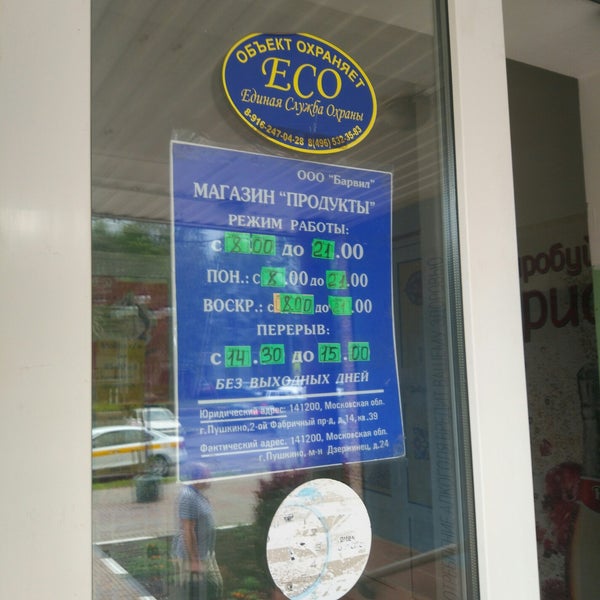 ОБЪЕКТ ОХРАНЯЕТ
ЕСО
Единая Служба Охраны
8-916-247-04-28 8(496) 532-35-83
ООО "Барвил"
МАГАЗИН "ПРОДУКТЫ"
РЕЖИМ РАБОТЫ:
с 8.00 до 21.00
ПОН.: с 8.00 до 21.00
ВОСКР.: с 8.00 до .00
ПЕРЕРЫВ:
с 14.30 до 15.00
БЕЗ ВЫХОДНЫХ ДНЕЙ
Юридический адрес: 141200, Московская обл.
г.Пушкино,2-ой Фабричный пр-д, д.14, кв.39
Фактический адрес. 141200, Московская обл.
г.Пушкино, м-н Дзержинец, д.24